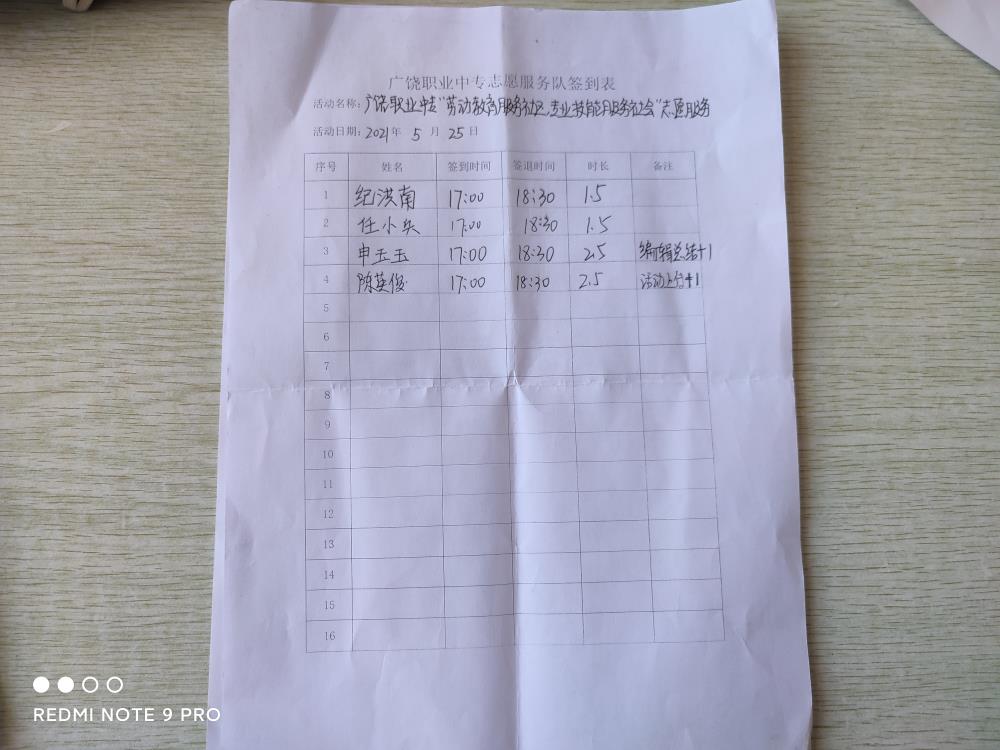 广饶职业中专志愿服务队签到表
活动名称：广饶职业中专“劳动教育服务社区，专业技能服务社会”志愿服务
活动日期：2021年 5 月 25 日
序号 姓名 签到时间 签退时间 时长 备注
1 纪洪南 17:00 18:30 1.5
2 任小兵 17:00 18:30 1.5
3 申玉玉 17:00 18:30 2.5 编辑总结+1
4 陈英俊 17:00 18:30 2.5 活动上台+1
5
6
7
8
9
10
11
12
13
14
15
16
REDMI NOTE 9 PRO